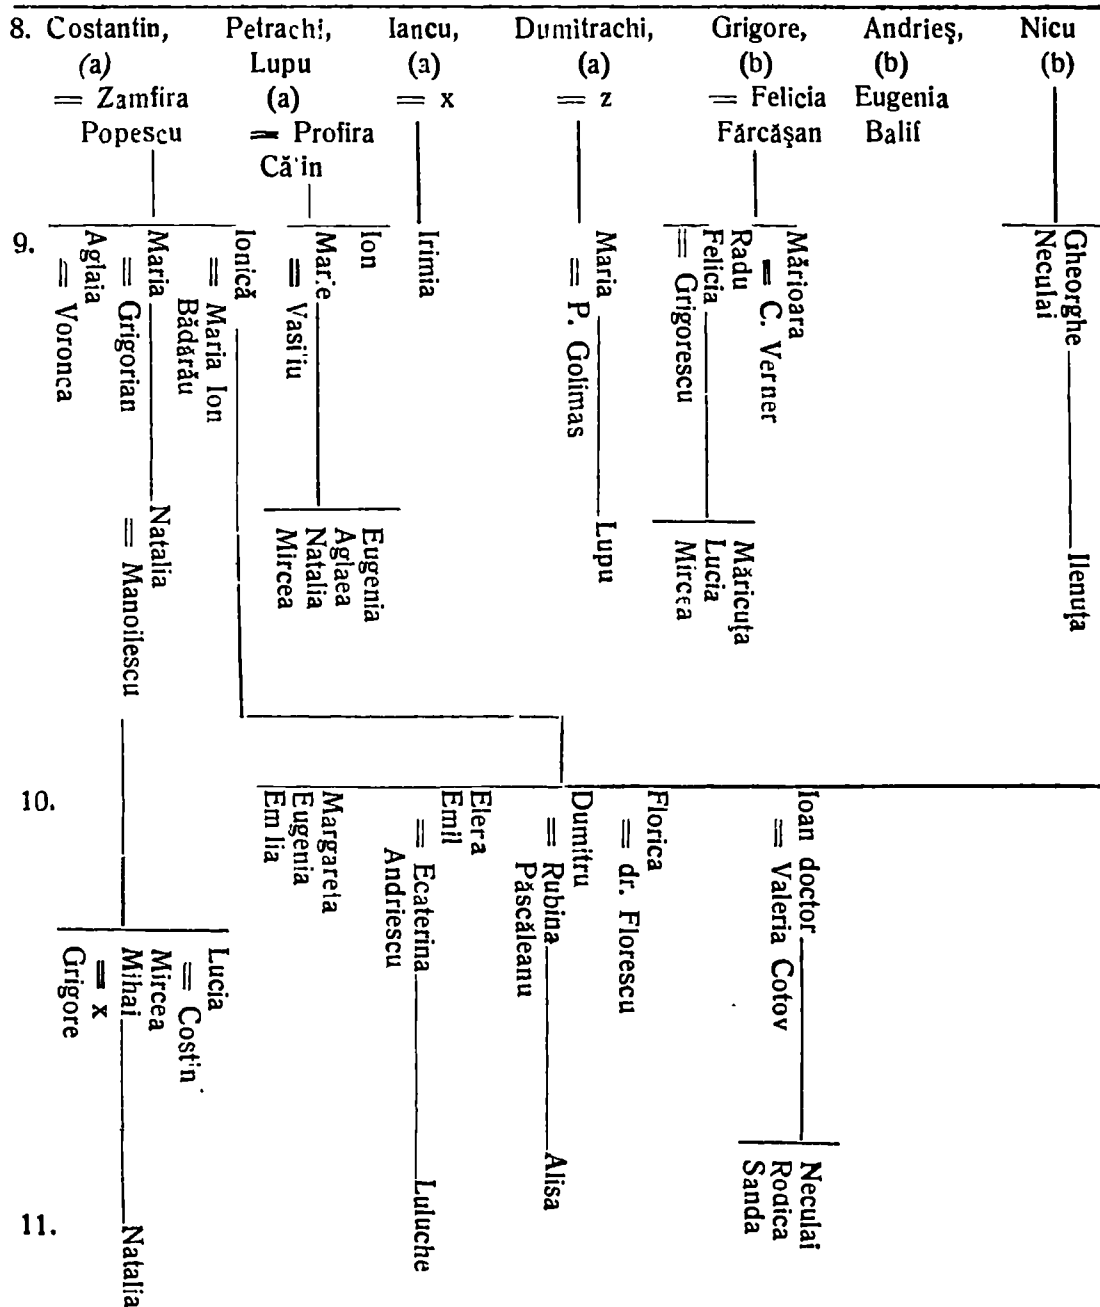 8. Costantin, Petrachi, Iancu, Dumitrachi, Grigore, Andrieş, Nicu
(a) Lupu (a) (a) (b) (b) (b)
= Zamfira (a) = x = z = Felicia Eugenia
Popescu = Profira Fărcăşan Balif
9.
Ionică
= Maria Ion
Bădărău
Maria
= Grigorian
Aglaia
= Voronca
Ion
Marie
= Vasiliu
Irimia
Maria
= P. Golimas
Mărioara
= C. Verner
Radu
Felicia
= Grigorescu
Gheorghe
Neculai
Natalia
= Manoilescu
Eugenia
Aglaea
Natalia
Mircea
Lupu
Măricuţa
Lucia
Mircea
Ilenuţa
10.
Margareta
Eugenia
Emilia
Elera
Emil
= Ecaterina
Andriescu
Florica
= dr. Florescu
Dumitru
= Rubina
Păscăleanu
Ioan doctor
= Valeria Cotov
Lucia
= Costin
Mircea
Mihai
= x
Grigore
11.
Natalia
Luluche
Alisa
Neculai
Rodica
Sanda